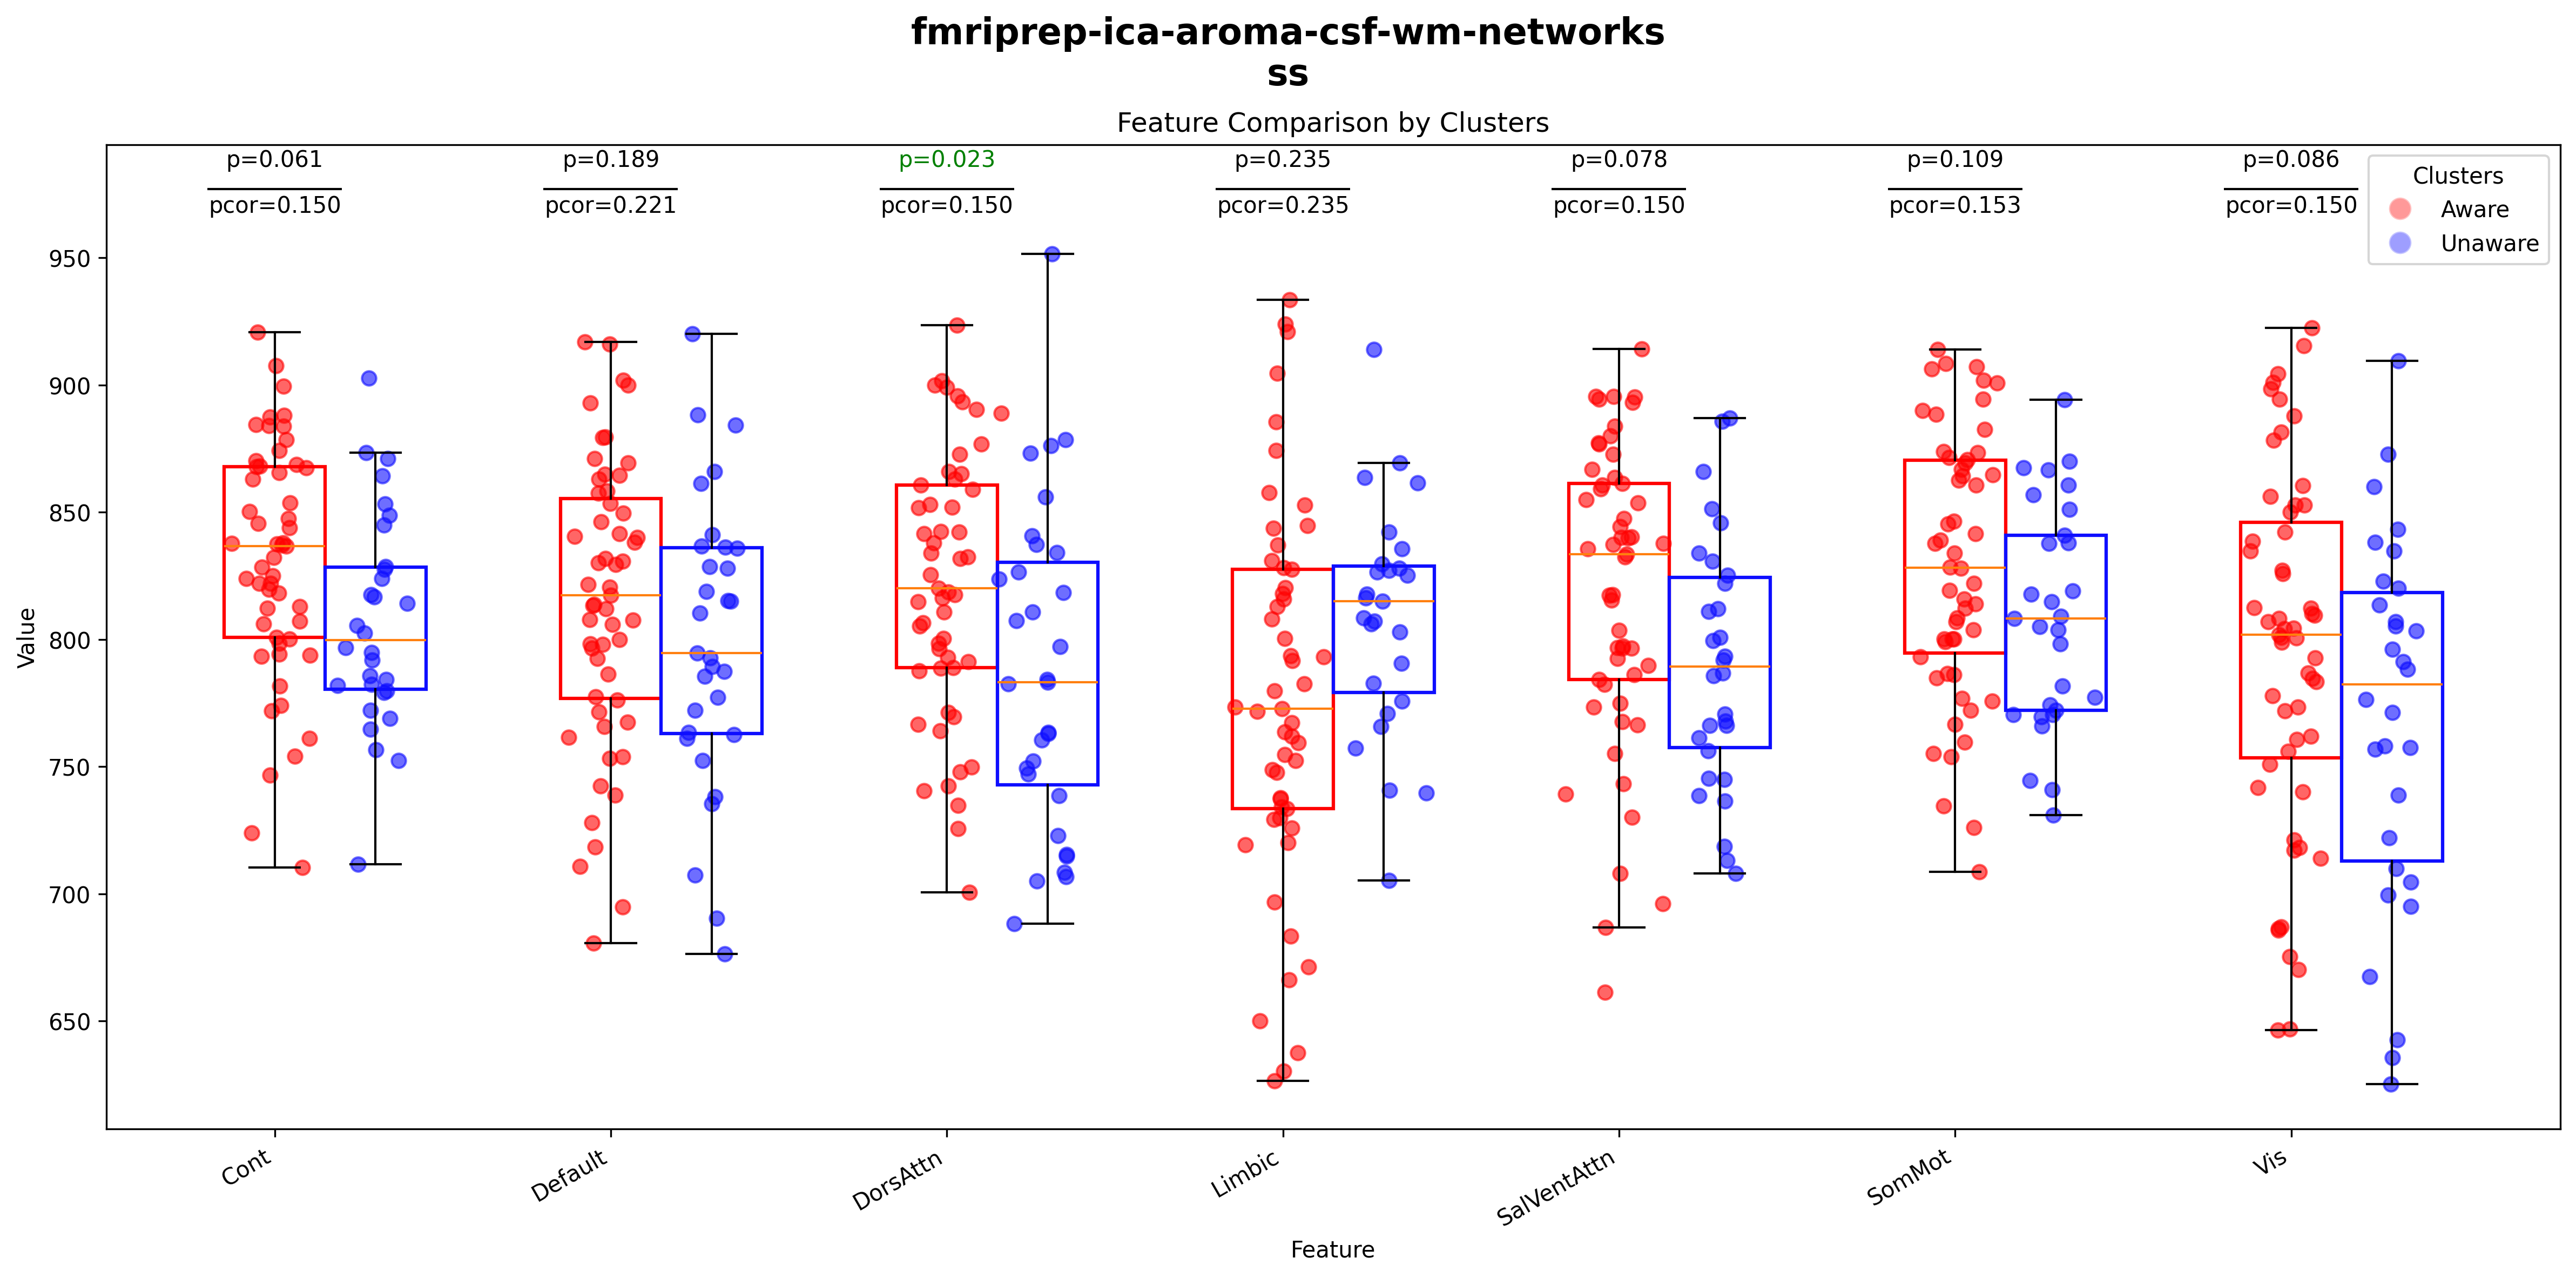 fmriprep-ica-aroma-csf-wm-networks
ss
Feature Comparison by Clusters
p=0.061 p=0.189 p=0.023 p=0.235 p=0.078 p=0.109 p=0.086
pcor=0.150 pcor=0.221 pcor=0.150 pcor=0.235 pcor=0.150 pcor=0.153 pcor=0.150
Clusters
Aware
Unaware
950
900
850
800
750
700
650
Value
Cont Default DorsAttn Limbic SalVentAttn SomMot Vis
Feature